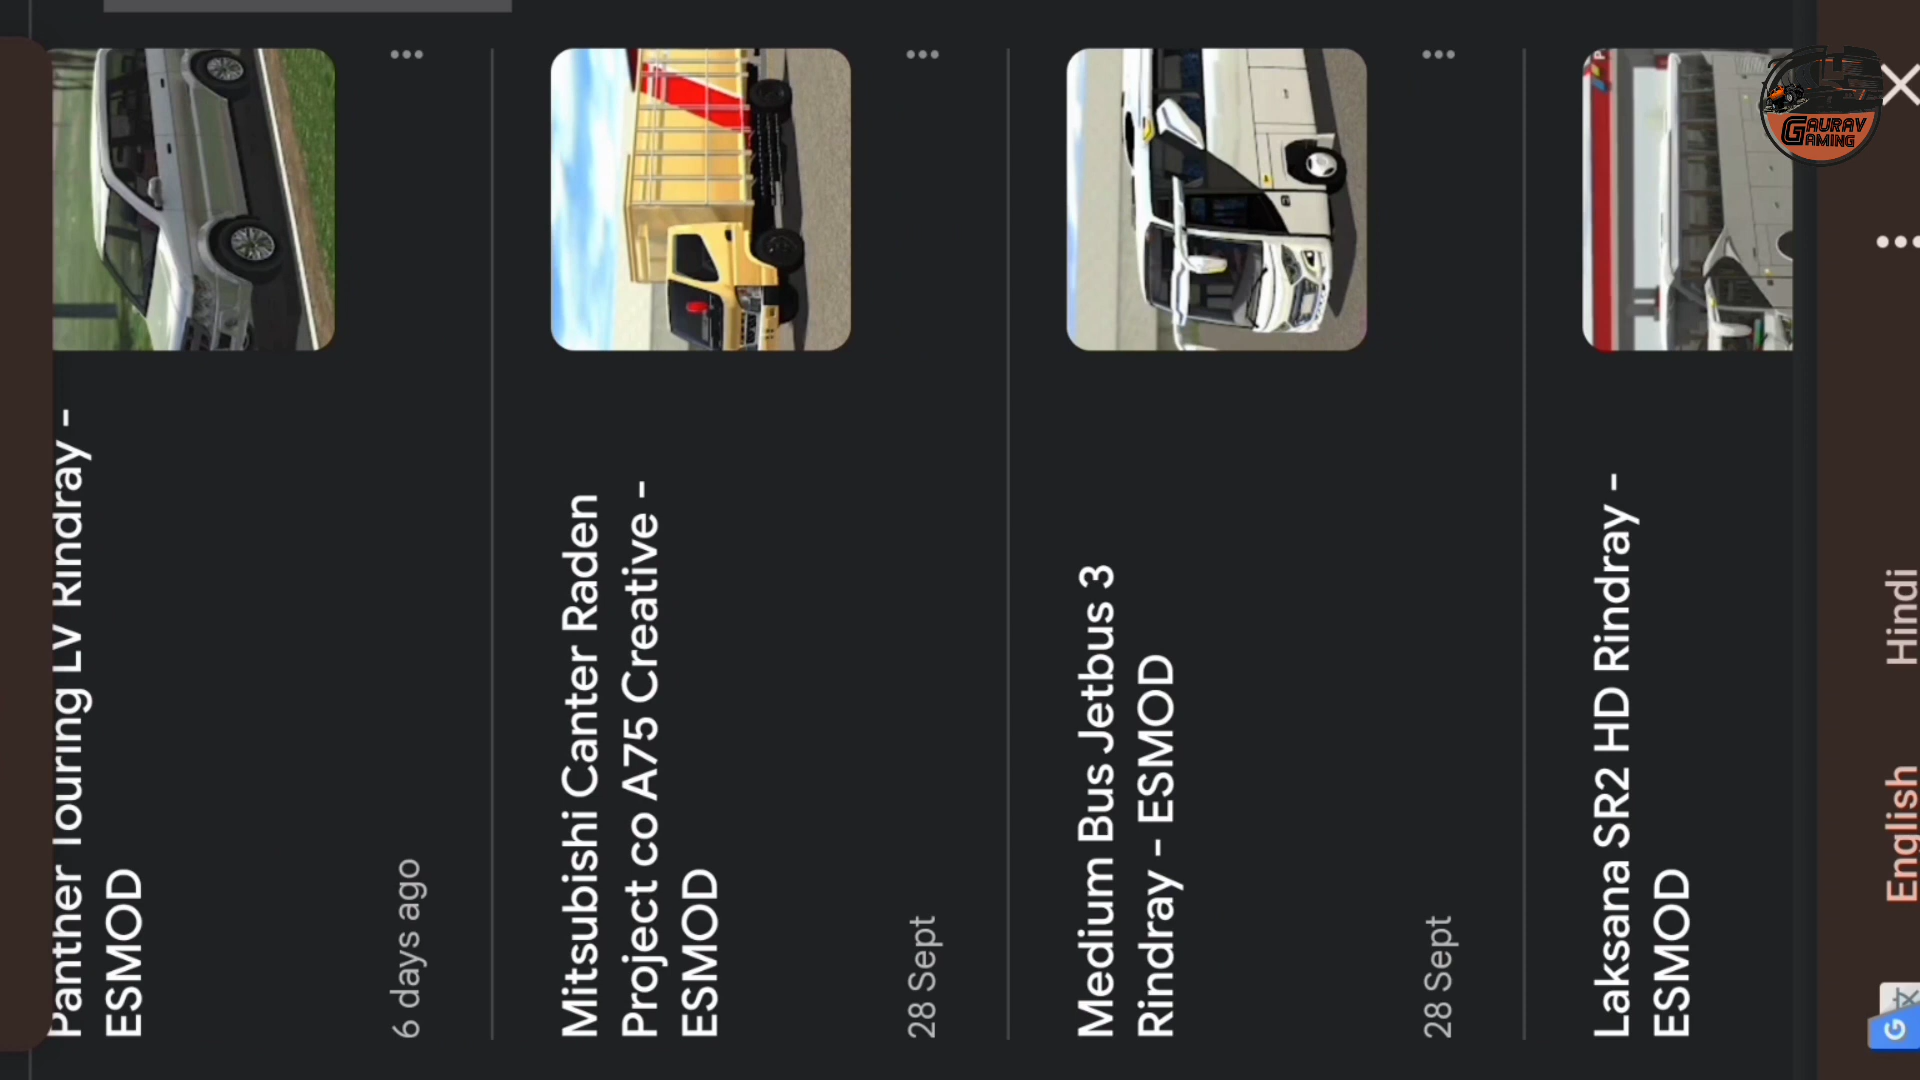 Panther Touring LV Rindray -
ESMOD
6 days ago
Mitsubishi Canter Raden
Project co A75 Creative -
ESMOD
28 Sept
Medium Bus Jetbus 3
Rindray - ESMOD
28 Sept
Laksana SR2 HD Rindray -
ESMOD
English
Hindi
GAURAV
GAMING